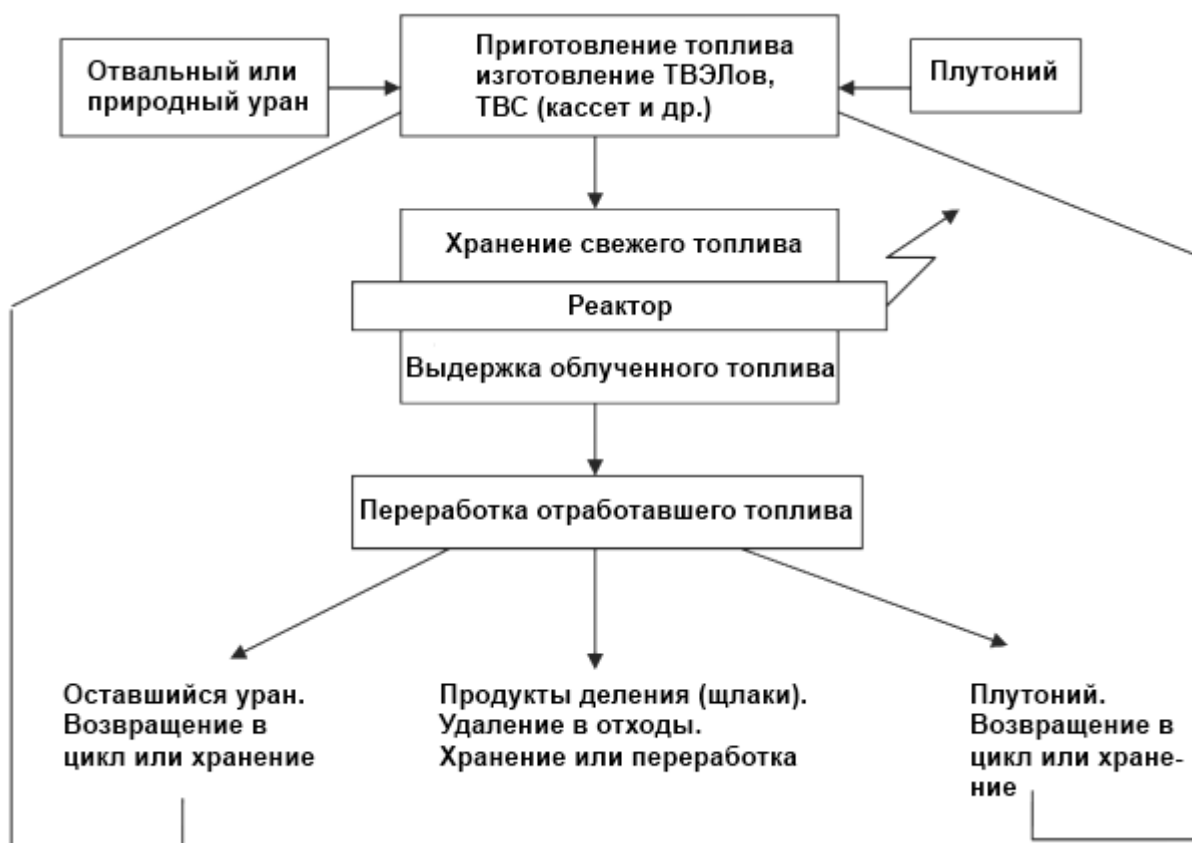 Отвальный или
природный уран
Приготовление топлива
изготовление ТВЭЛов,
ТВС (кассет и др.)
Плутоний
Хранение свежего топлива
Реактор
Выдержка облученного топлива
Переработка отработавшего топлива
Оставшийся уран.
Возвращение в
цикл или хранение
Продукты деления (щлаки).
Удаление в отходы.
Хранение или переработка
Плутоний.
Возвращение в
цикл или хране-
ние